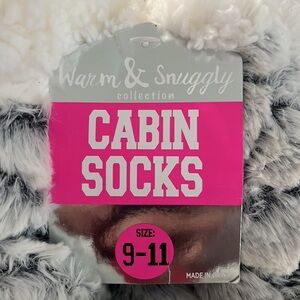 Warm & Snuggly
collection
CABIN
SOCKS
SIZE:
9-11
MADE IN